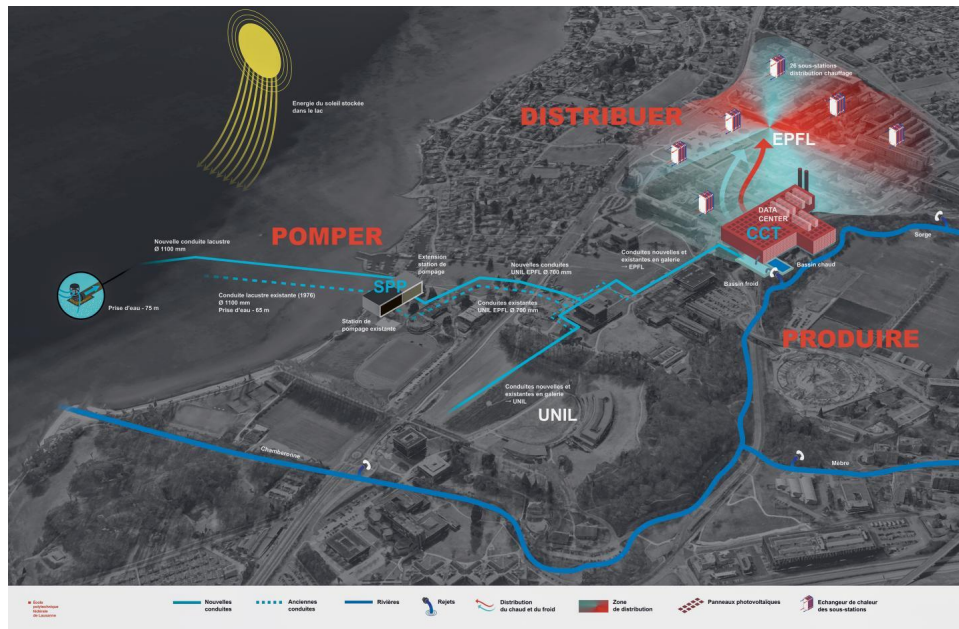 Energie du soleil stockée
dans le lac
25 sous-stations
distribution chauffage
DISTRIBUER
EPFL
DATA
CENTER
CCT
Sorge
Bassin chaud
Bassin froid
POMPER
Nouvelle conduite lacustre
Ø 1100 mm
Extension
station de
pompage
Nouvelles conduites
UNIL EPFL Ø 700 mm
Conduites nouvelles et
existantes en galerie
→ EPFL
SPP
Prise d'eau - 75 m
Conduite lacustre existante (1976)
Ø 1100 mm
Prise d'eau - 65 m
Station de
pompage existante
Conduites existantes
UNIL EPFL Ø 700 mm
PRODUIRE
Conduites nouvelles et
existantes en galerie
→ UNIL
UNIL
Chamberonne
Mèbre
École
polytechnique
fédérale
de Lausanne
Nouvelles
conduites
Anciennes
conduites
Rivières
Rejets
Distribution
du chaud et du froid
Zone
de distribution
Panneaux photovoltaïques
Echangeur de chaleur
des sous-stations